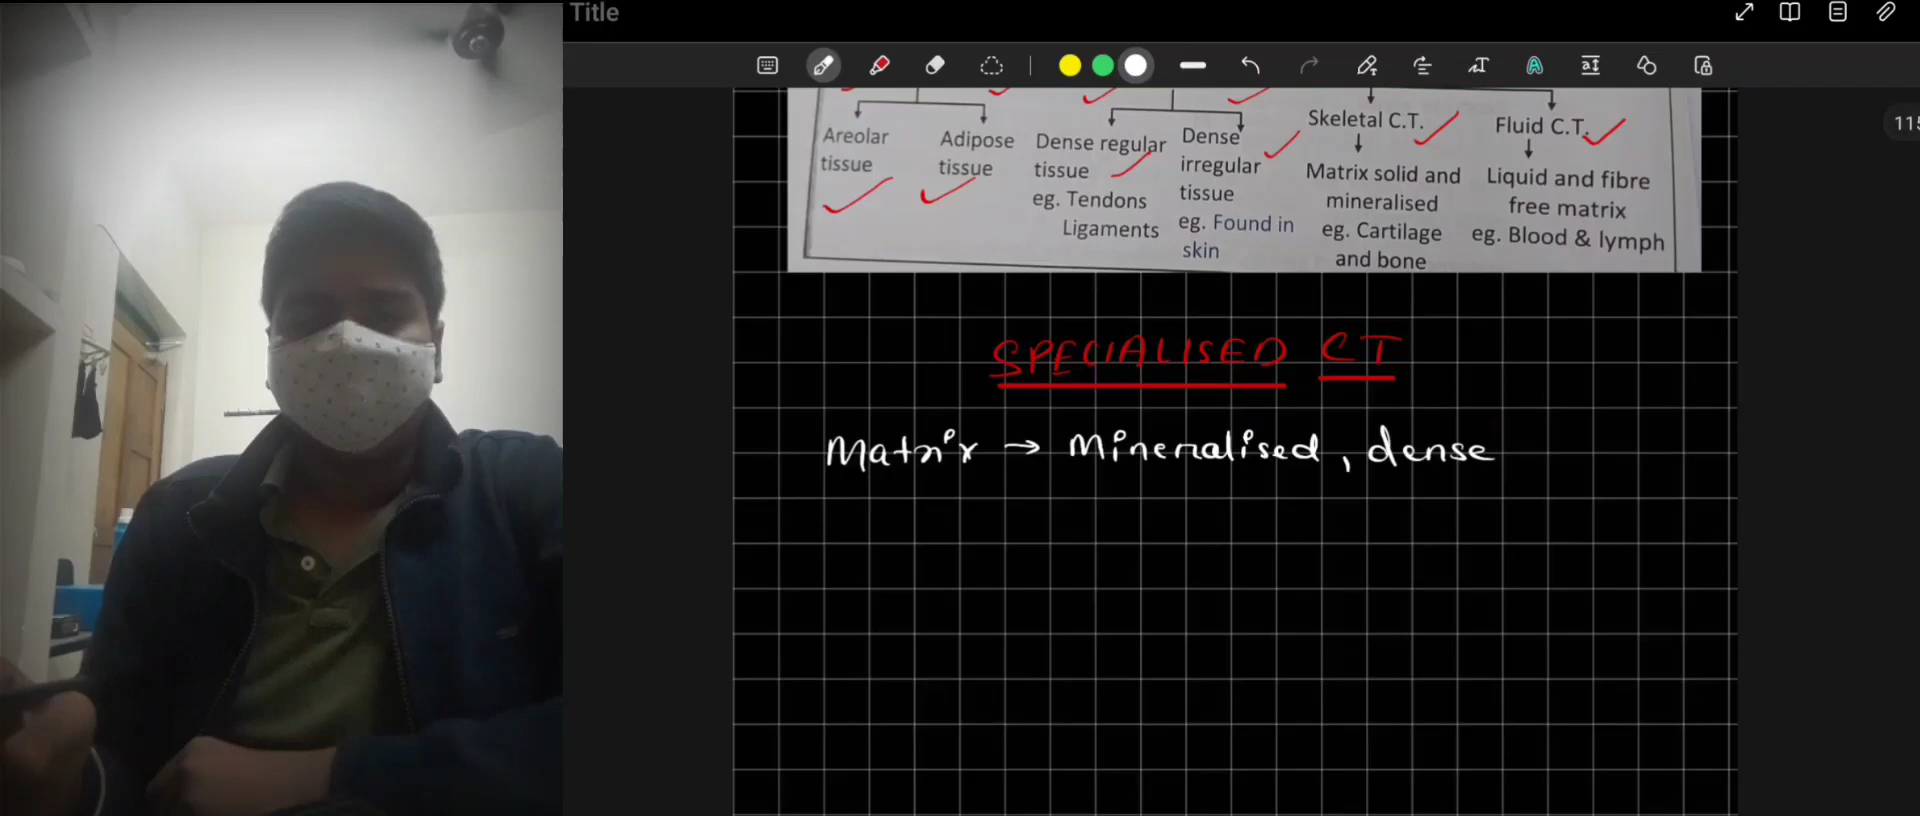 Title
115
Areolar tissue
Adipose tissue
Dense regular tissue
eg. Tendons
Ligaments
Dense irregular tissue
eg. Found in skin
Skeletal C.T.
Matrix solid and mineralised
eg. Cartilage and bone
Fluid C.T.
Liquid and fibre free matrix
eg. Blood & lymph
SPECIALISED CT
Matrix → Mineralised, dense